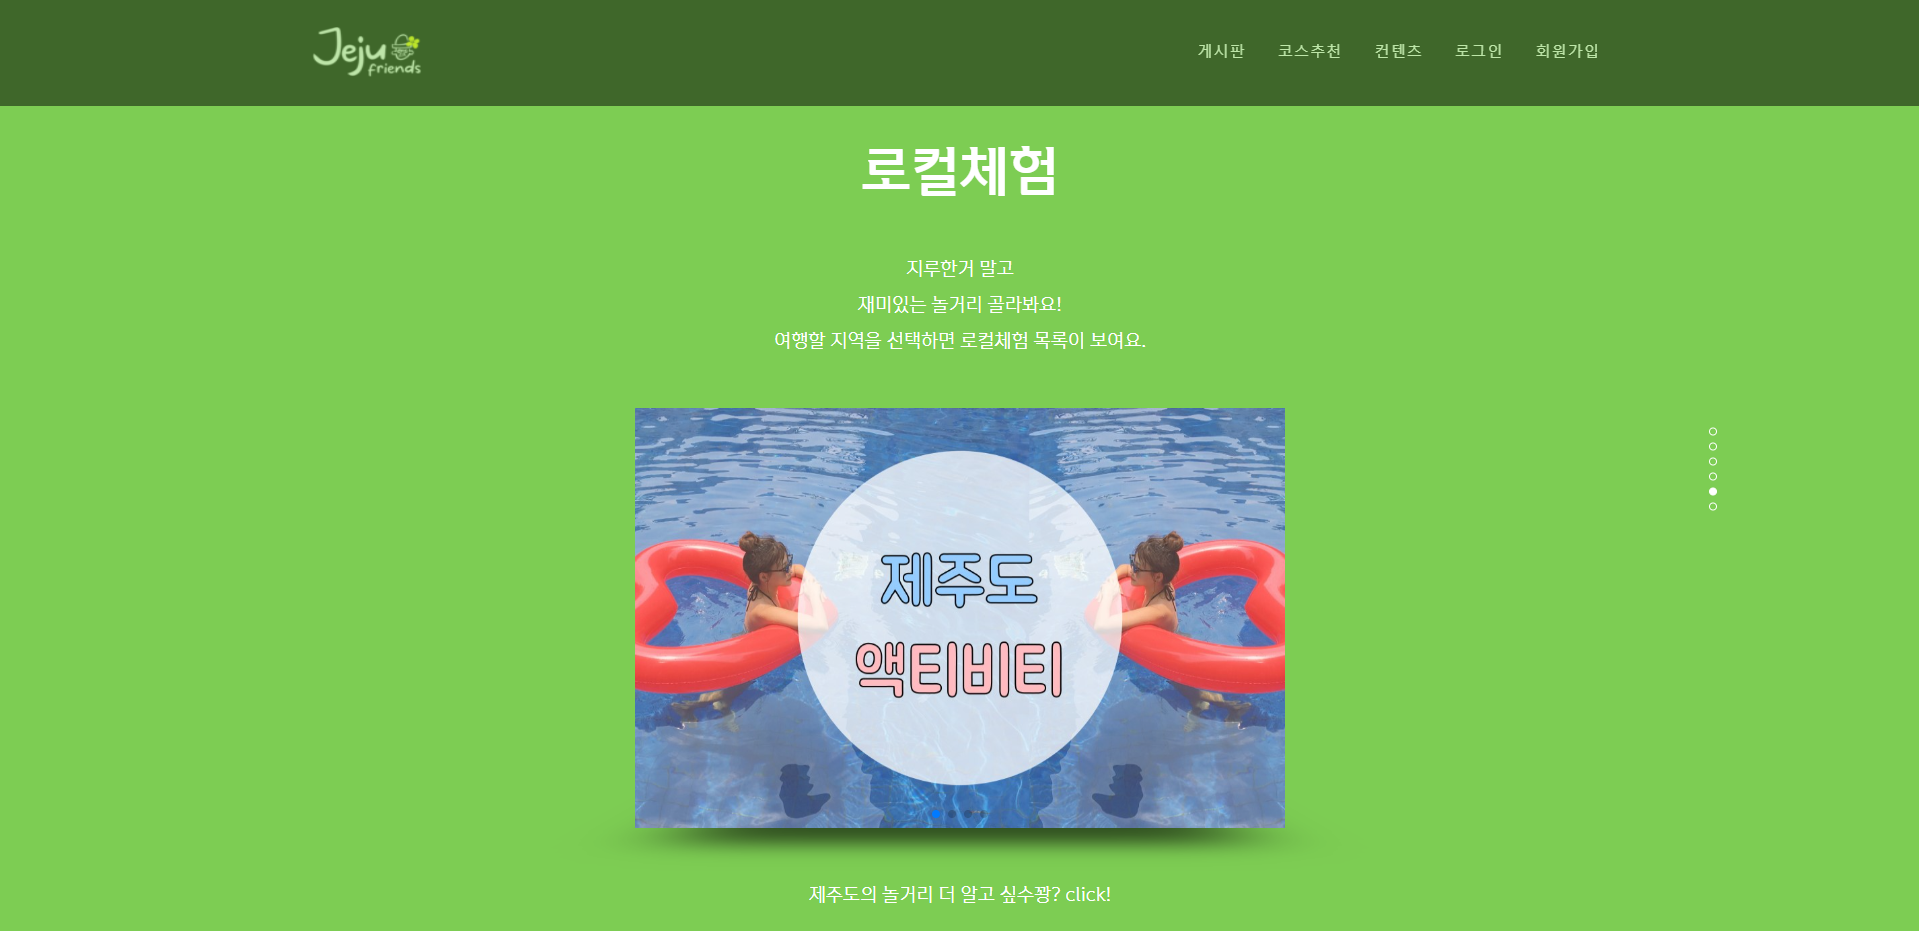 Jeju
friends
게시판 코스추천 컨텐츠 로그인 회원가입
로컬체험
지루한거 말고
재미있는 놀거리 골라봐요!
여행할 지역을 선택하면 로컬체험 목록이 보여요.
제주도
액티비티
제주도의 놀거리 더 알고 싶수꽝? click!